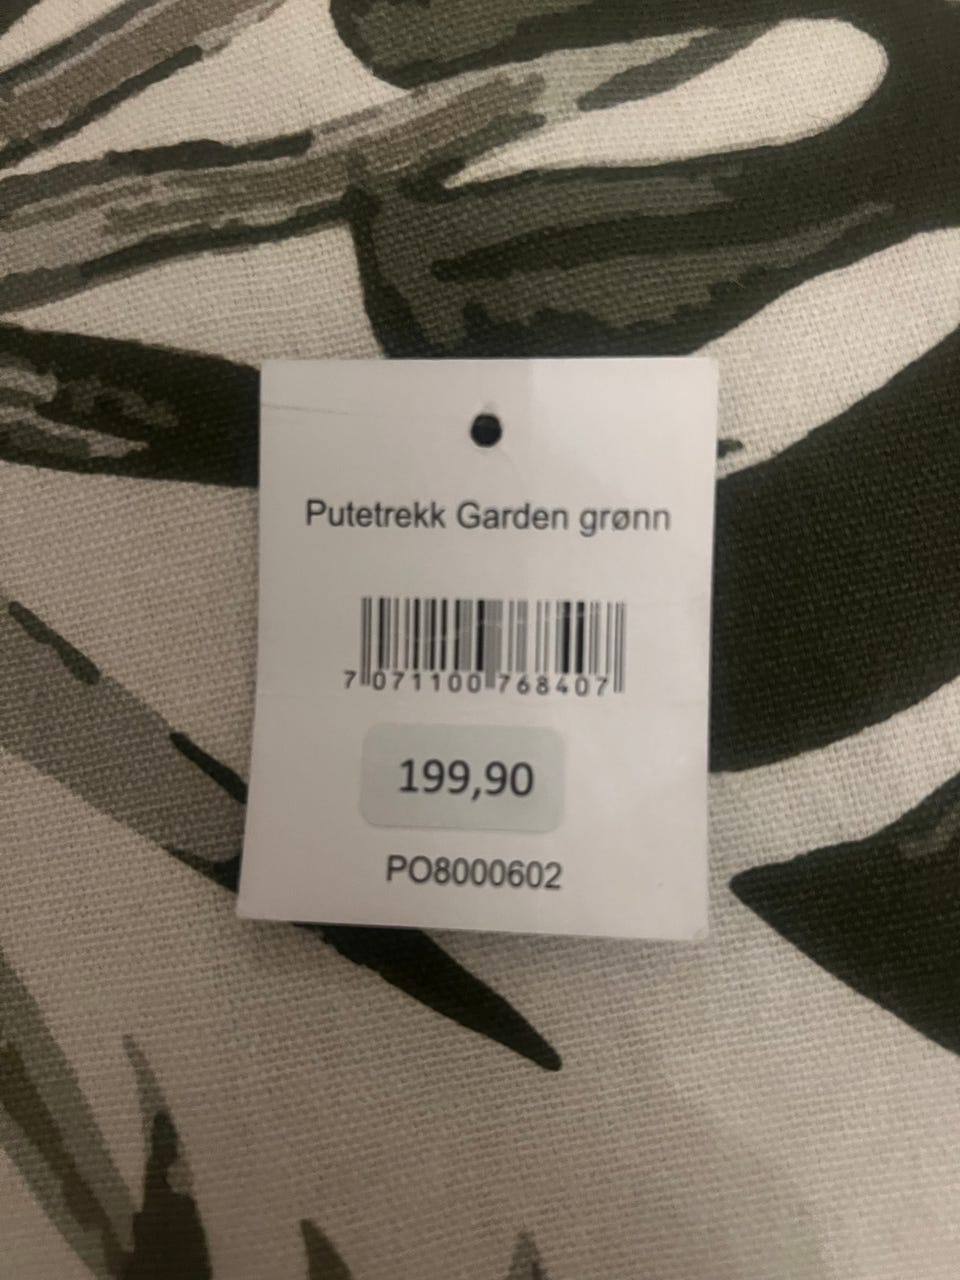 Putetrekk Garden grønn
7 071100 768407
199,90
PO8000602